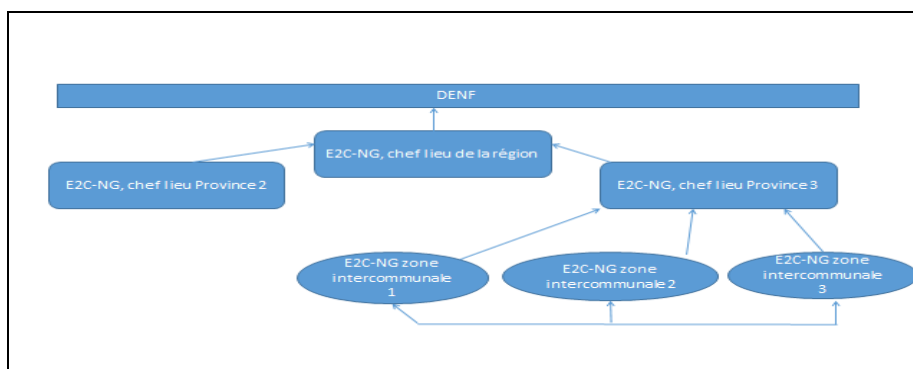 DENF
E2C-NG, chef lieu de la région
E2C-NG, chef lieu Province 2
E2C-NG, chef lieu Province 3
E2C-NG zone
intercommunale
1
E2C-NG zone
intercommunale 2
E2C-NG zone
intercommunale
3